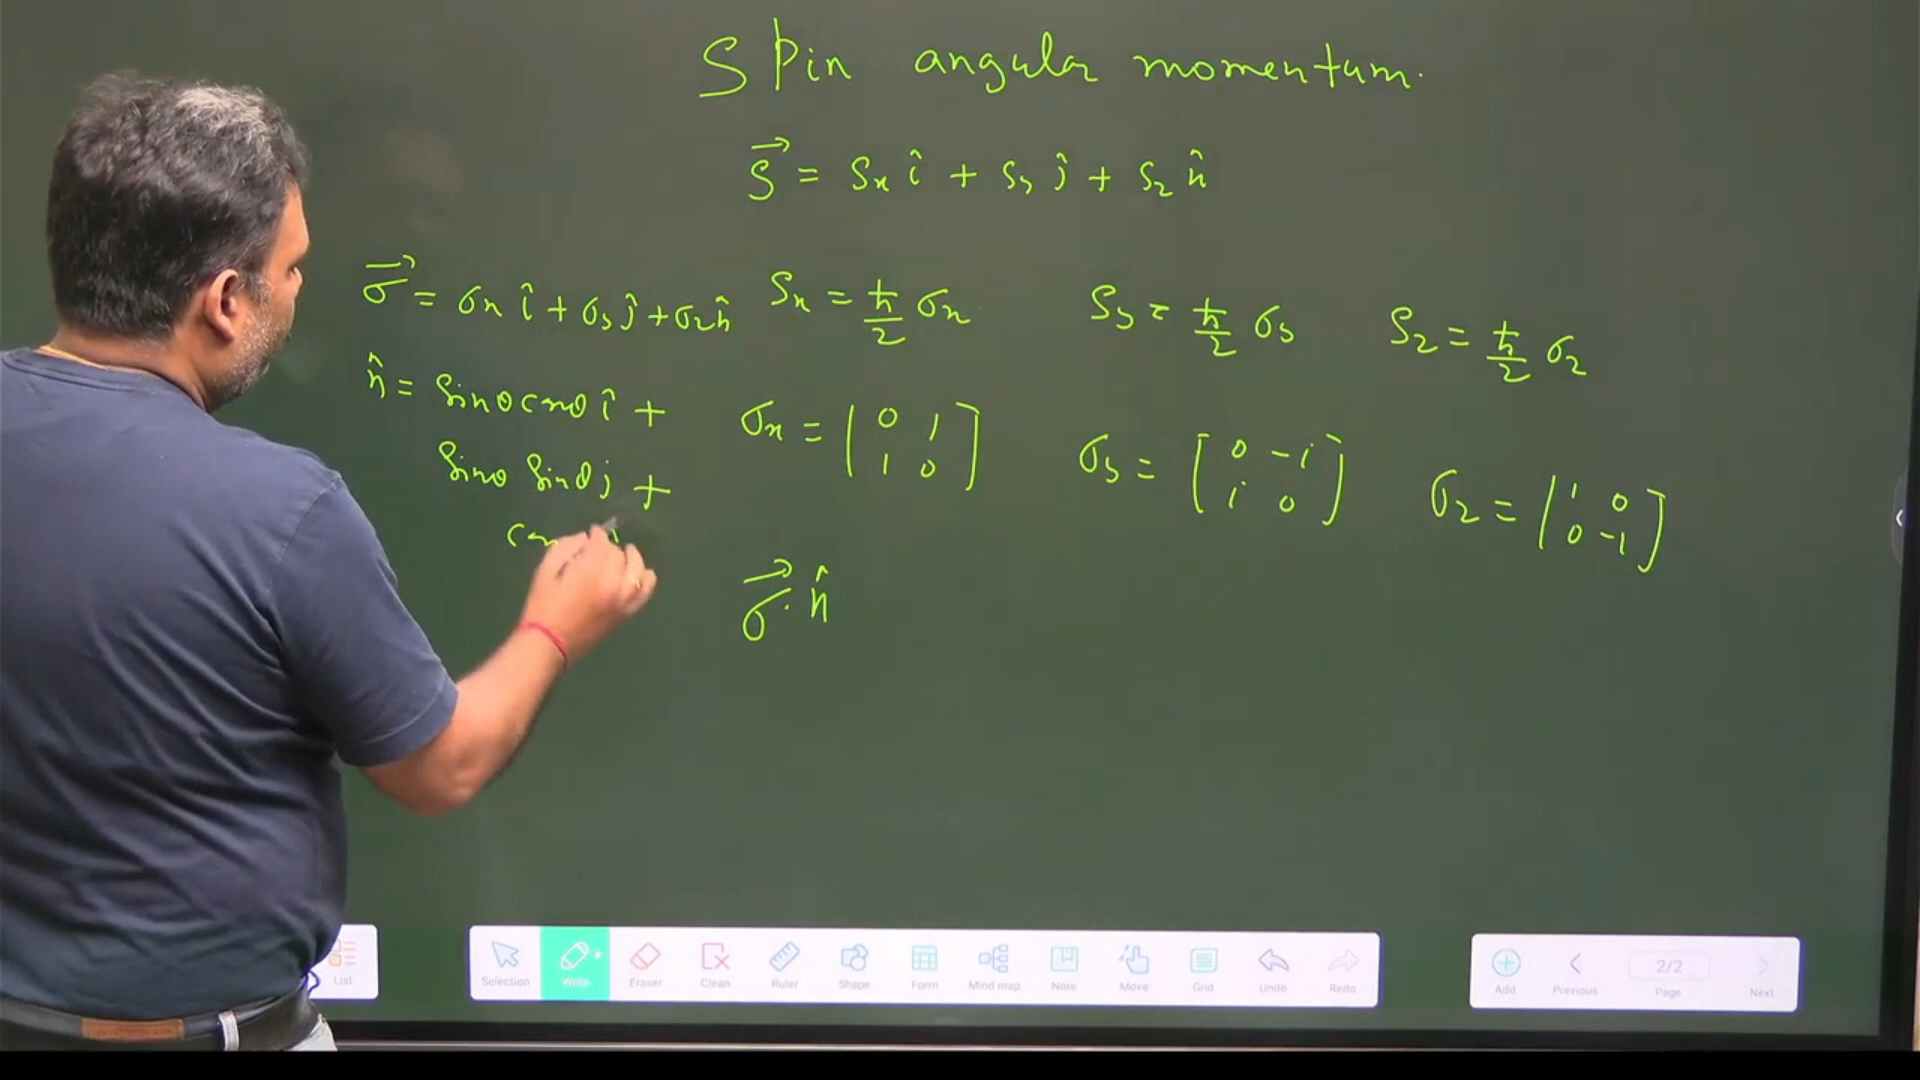 Spin angular momentum.
S⃗ = Sx î + Sy ĵ + Sz n̂
σ⃗ = σx î + σy ĵ + σz n̂
Sx = ħ/2 σx
Sy = ħ/2 σy
Sz = ħ/2 σz
n̂ = sinθ cosθ î +
sinθ sinθ j +
σx = [0 1
1 0]
σy = [0 -i
i 0]
σz = [1 0
0 -1]
σ⃗ · n̂
List
Selection Write Eraser Clean Ruler Shape Form Mind map Note Move Grid Undo Redo
Add Previous 2/2 Page Next